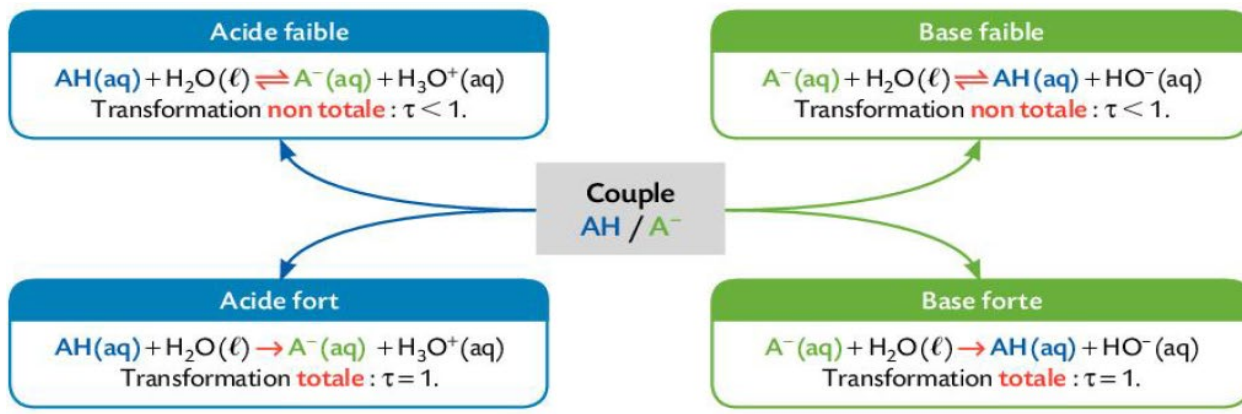 Acide faible
AH(aq) + H₂O(ℓ) ⇌ A⁻(aq) + H₃O⁺(aq)
Transformation non totale : τ < 1.
Base faible
A⁻(aq) + H₂O(ℓ) ⇌ AH(aq) + HO⁻(aq)
Transformation non totale : τ < 1.
Couple
AH / A⁻
Acide fort
AH(aq) + H₂O(ℓ) → A⁻(aq) + H₃O⁺(aq)
Transformation totale : τ = 1.
Base forte
A⁻(aq) + H₂O(ℓ) → AH(aq) + HO⁻(aq)
Transformation totale : τ = 1.